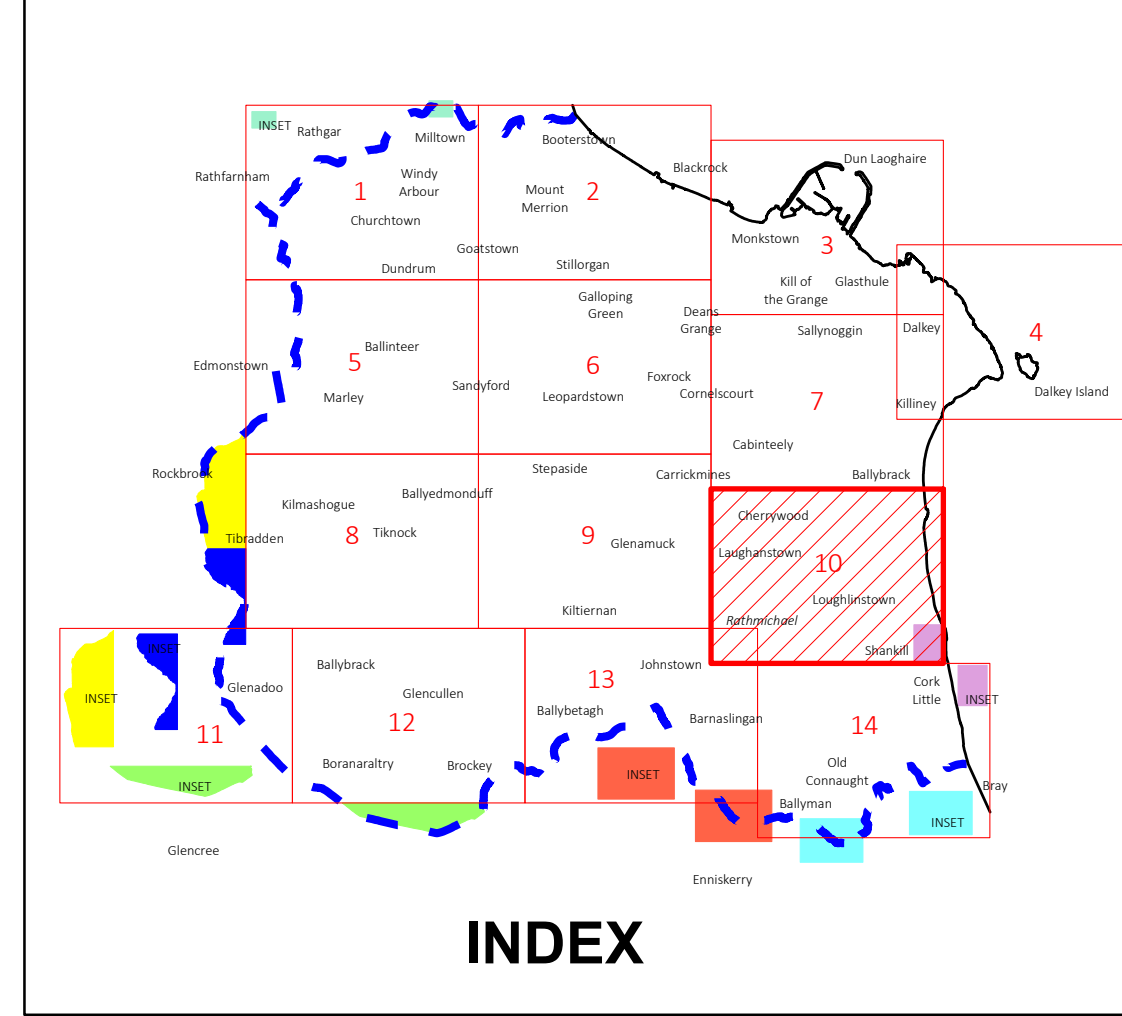 INSET
Rathgar
Milltown
Booterstown
Rathfarnham
Windy
Arbour
1
Churchtown
Goatstown
Dundrum
Mount
Merrion
2
Stillorgan
Blackrock
Dun Laoghaire
Monkstown
3
Kill of
the Grange
Glasthule
4
Dalkey Island
Edmonstown
Ballinteer
5
Marley
Sandyford
Galloping
Green
Deans
Grange
6
Foxrock
Leopardstown
Cornelscourt
Sallynoggin
Dalkey
7
Killiney
Cabinteely
Ballybrack
Rockbrook
Kilmashogue
Ballyedmonduff
8
Tiknock
Tibradden
Stepaside
Carrickmines
9
Glenamuck
Kiltiernan
Cherrywood
Laughanstown
10
Loughlinstown
Rathmichael
Shankill
INSET
INSET
Glenadoo
11
INSET
Ballybrack
Glencullen
12
Boranaraltry
Brockey
Johnstown
13
Ballybetagh
Barnaslingan
INSET
Cork
Little
INSET
14
Old
Connaught
Bray
Ballyman
INSET
Glencree
Enniskerry
INDEX